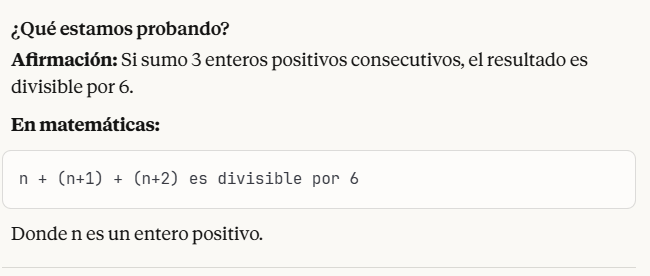 ¿Qué estamos probando?
Afirmación: Si sumo 3 enteros positivos consecutivos, el resultado es
divisible por 6.
En matemáticas:
n + (n+1) + (n+2) es divisible por 6
Donde n es un entero positivo.